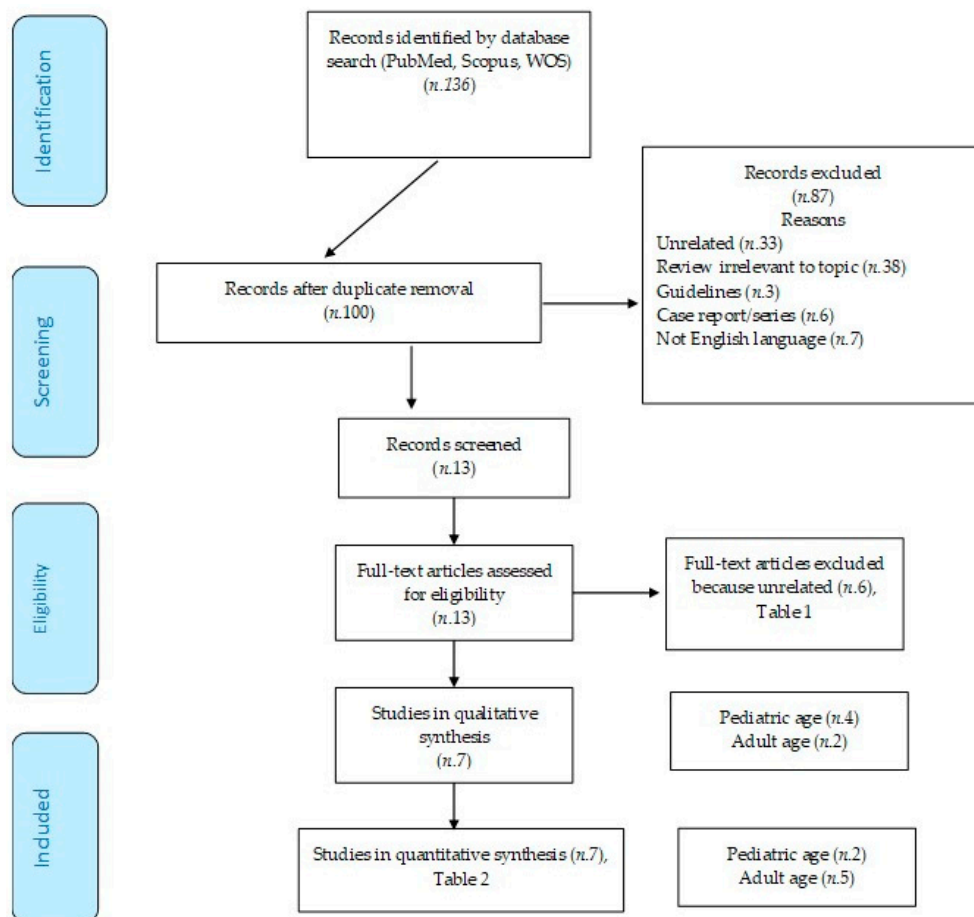 Identification
Records identified by database
search (PubMed, Scopus, WOS)
(n.136)
Records excluded
(n.87)
Reasons
Unrelated (n.33)
Review irrelevant to topic (n.38)
Guidelines (n.3)
Case report/series (n.6)
Not English language (n.7)
Screening
Records after duplicate removal
(n.100)
Records screened
(n.13)
Eligibility
Full-text articles assessed
for eligibility
(n.13)
Full-text articles excluded
because unrelated (n.6),
Table 1
Studies in qualitative
synthesis
(n.7)
Pediatric age (n.4)
Adult age (n.2)
Included
Studies in quantitative synthesis (n.7),
Table 2
Pediatric age (n.2)
Adult age (n.5)